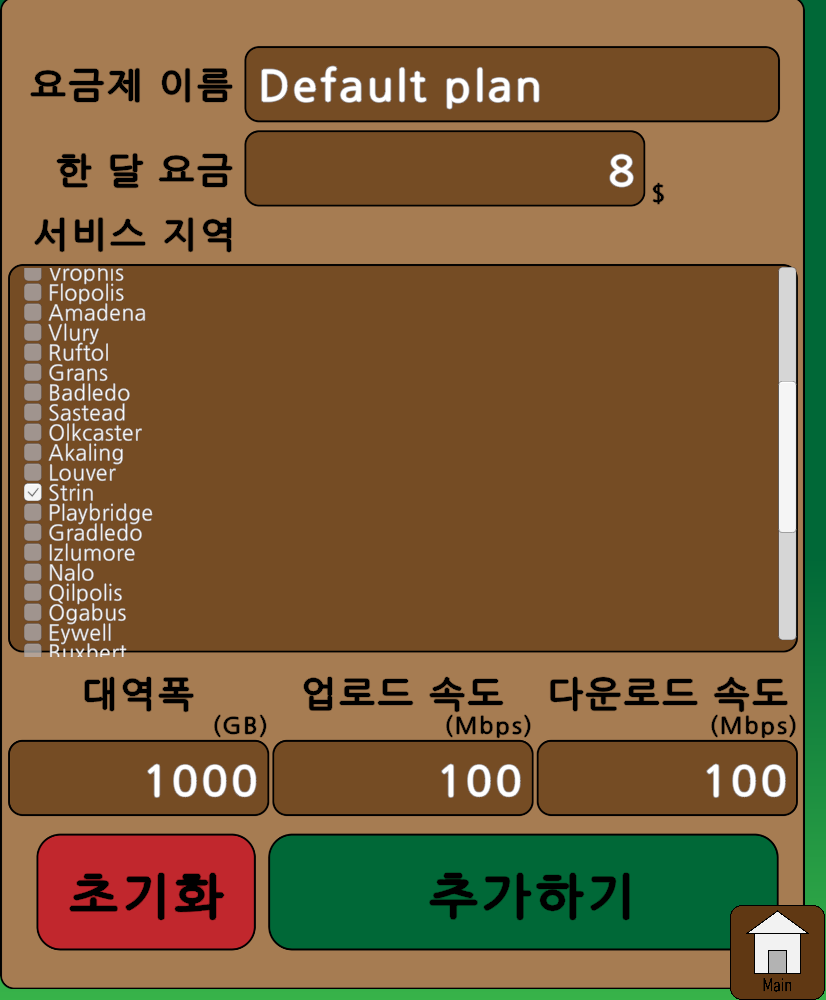 요금제 이름 Default plan
한 달 요금 8 $
서비스 지역
Vrophis
Flopolis
Amadena
Vlury
Ruftol
Grans
Badledo
Sastead
Olkcaster
Akaling
Louver
Strin
Playbridge
Gradledo
Izlumore
Nalo
Qilpolis
Ogabus
Eywell
Buxbert
대역폭 업로드 속도 다운로드 속도
(GB) (Mbps) (Mbps)
1000 100 100
초기화 추가하기
Main